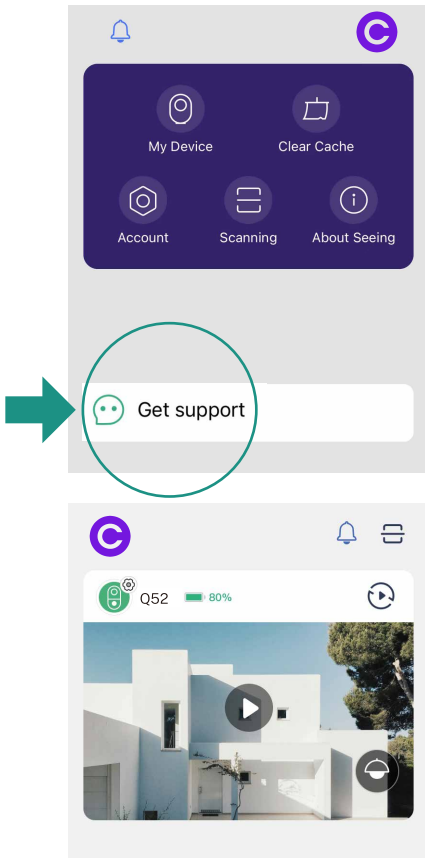 C
My Device
Clear Cache
Account
Scanning
About Seeing
Get support
C
Q52
80%